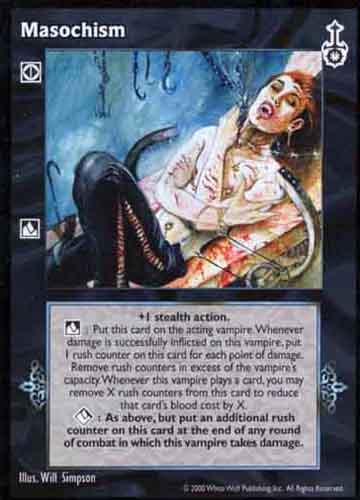 Masochism
+1 stealth action.
: Put this card on the acting vampire. Whenever
damage is successfully inflicted on this vampire, put
1 rush counter on this card for each point of damage.
Remove rush counters in excess of the vampire's
capacity. Whenever this vampire plays a card, you may
remove X rush counters from this card to reduce
that card's blood cost by X.
: As above, but put an additional rush
counter on this card at the end of any round
of combat in which this vampire takes damage.
Illus. Will Simpson
© 2000 White Wolf Publishing, Inc. All Rights Reserved.